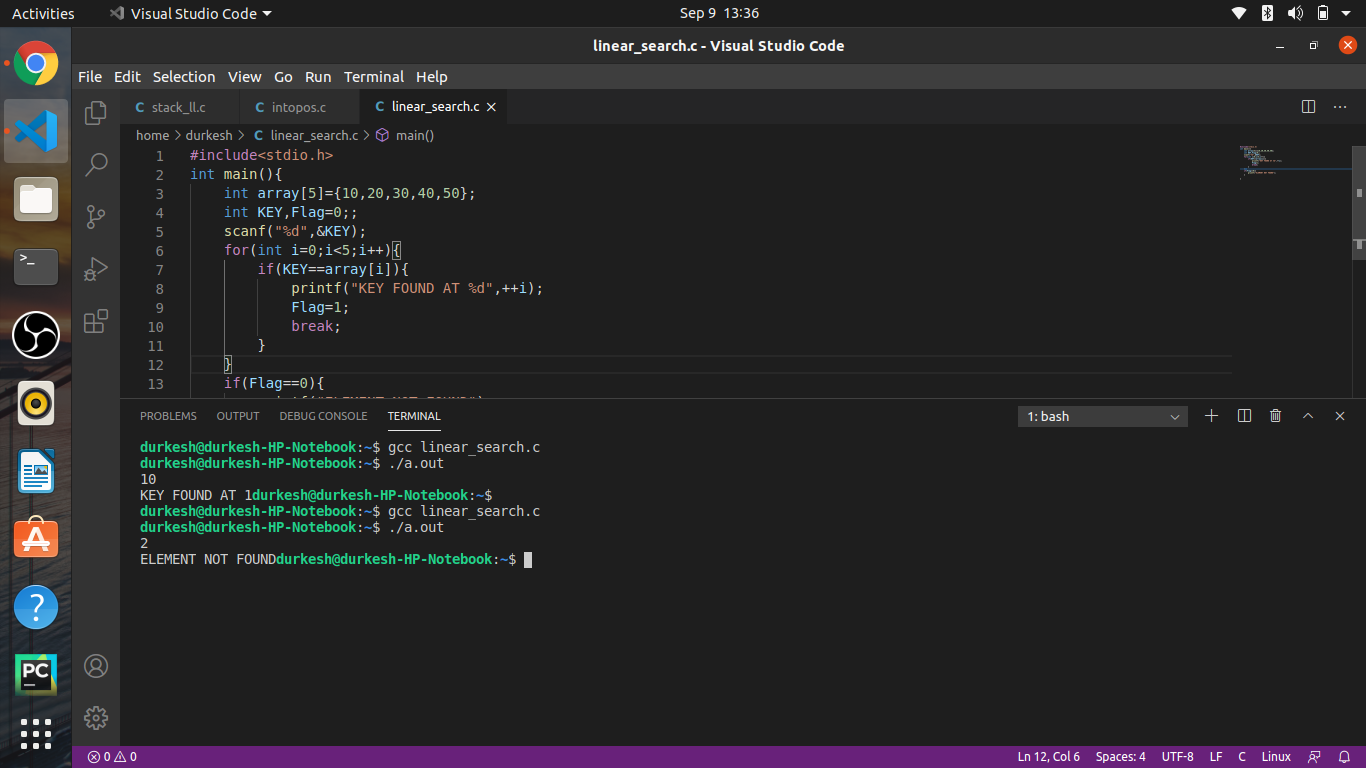 Activities Visual Studio Code Sep 9 13:36
linear_search.c - Visual Studio Code
File Edit Selection View Go Run Terminal Help
C stack_ll.c C intopos.c C linear_search.c
home > durkesh > C linear_search.c > main()
1 #include<stdio.h>
2 int main(){
3 int array[5]={10,20,30,40,50};
4 int KEY,Flag=0;;
5 scanf("%d",&KEY);
6 for(int i=0;i<5;i++){
7 if(KEY==array[i]){
8 printf("KEY FOUND AT %d",++i);
9 Flag=1;
10 break;
11 }
12 }
13 if(Flag==0){
PROBLEMS OUTPUT DEBUG CONSOLE TERMINAL 1: bash
durkesh@durkesh-HP-Notebook:~$ gcc linear_search.c
durkesh@durkesh-HP-Notebook:~$ ./a.out
10
KEY FOUND AT 1durkesh@durkesh-HP-Notebook:~$
durkesh@durkesh-HP-Notebook:~$ gcc linear_search.c
durkesh@durkesh-HP-Notebook:~$ ./a.out
2
ELEMENT NOT FOUNDdurkesh@durkesh-HP-Notebook:~$
PC
0 0 Ln 12, Col 6 Spaces: 4 UTF-8 LF C Linux